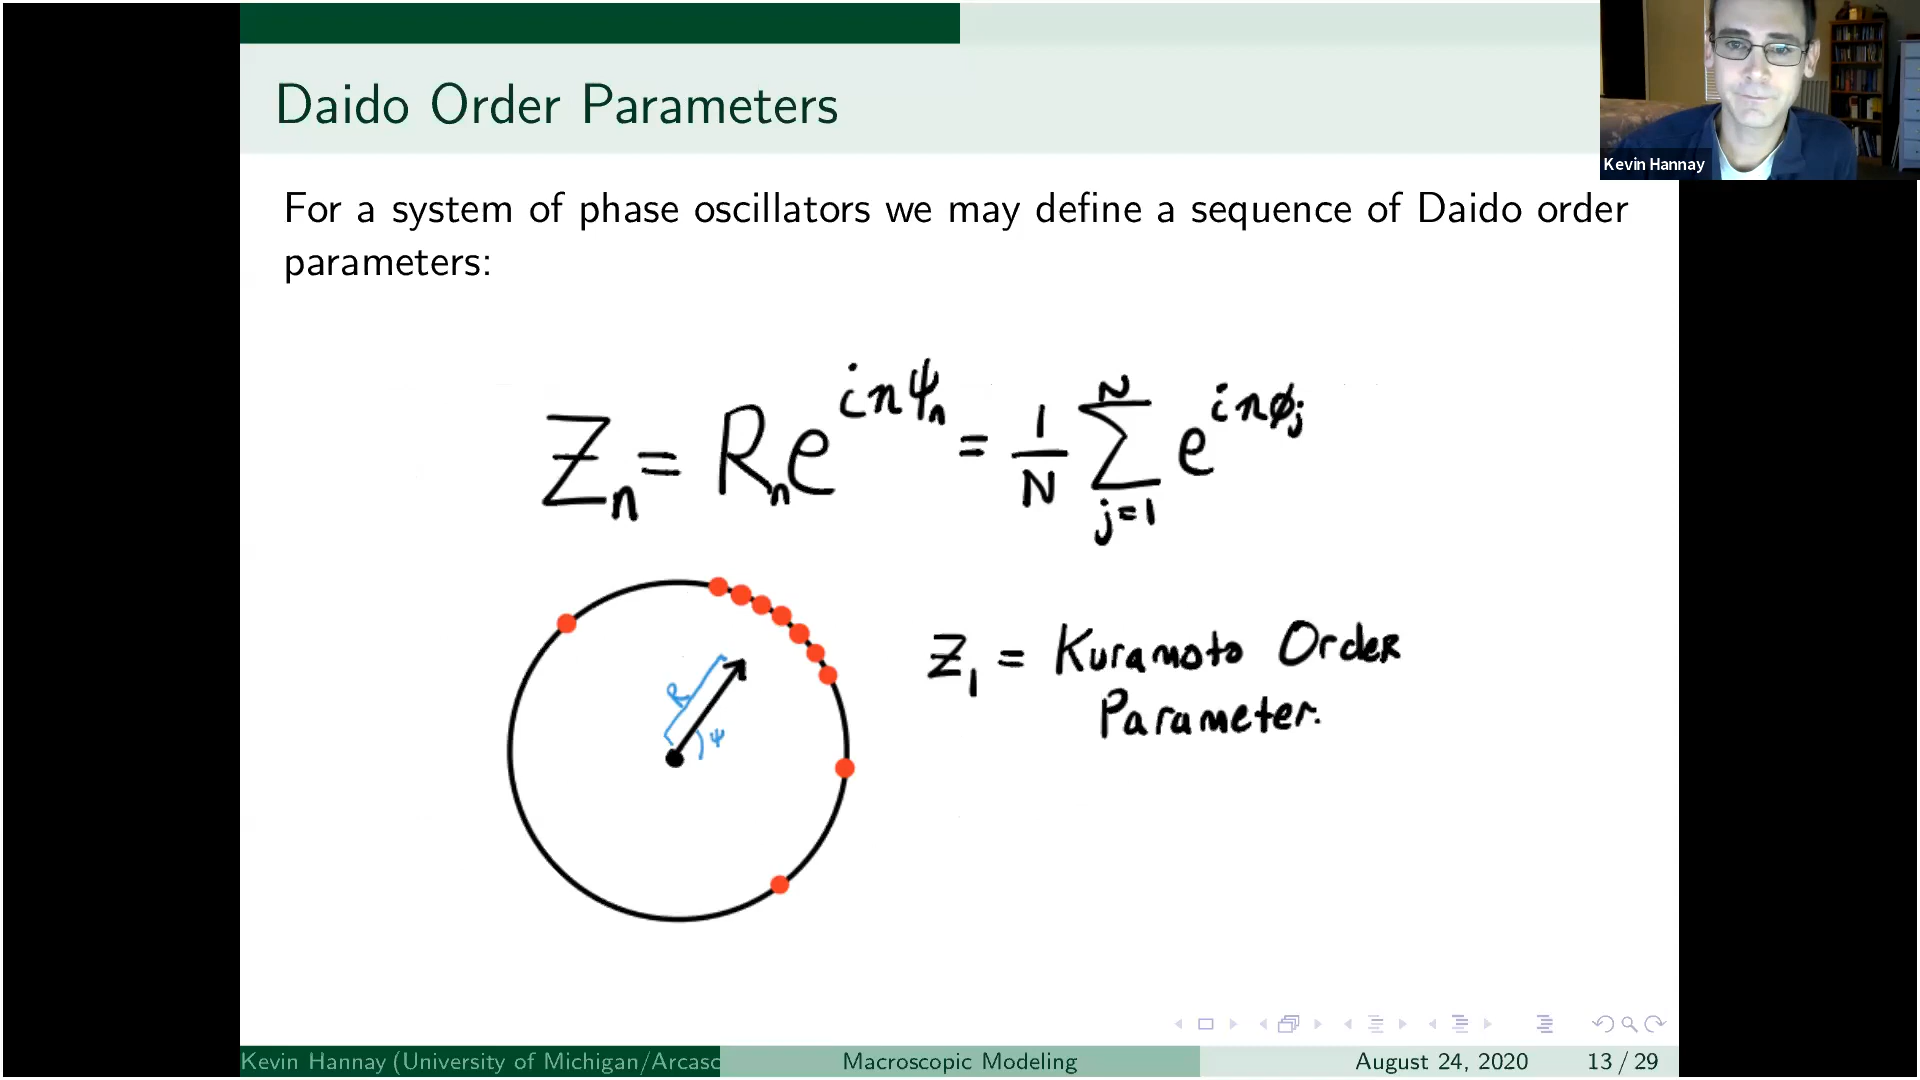 Daido Order Parameters
Kevin Hannay
For a system of phase oscillators we may define a sequence of Daido order
parameters:
Zₙ = Rₙ e^{inψₙ} = 1/N ∑_{j=1}^{N} e^{inϕⱼ}
R
ψ
Z₁ = Kuramoto Order
Parameter.
Kevin Hannay (University of Michigan/Arcasc
Macroscopic Modeling
August 24, 2020
13 / 29